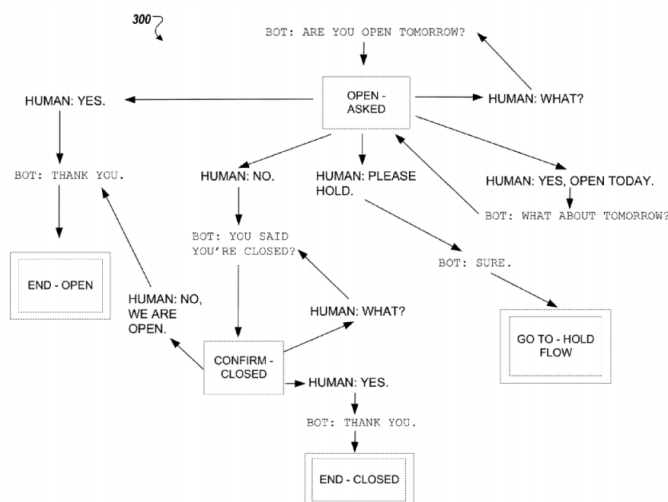 300
BOT: ARE YOU OPEN TOMORROW?
OPEN -
ASKED
HUMAN: YES.
HUMAN: WHAT?
BOT: THANK YOU.
HUMAN: NO.
HUMAN: PLEASE
HOLD.
HUMAN: YES, OPEN TODAY.
BOT: WHAT ABOUT TOMORROW?
BOT: YOU SAID
YOU'RE CLOSED?
BOT: SURE.
END - OPEN
HUMAN: NO,
WE ARE
OPEN.
HUMAN: WHAT?
GO TO - HOLD
FLOW
CONFIRM -
CLOSED
HUMAN: YES.
BOT: THANK YOU.
END - CLOSED